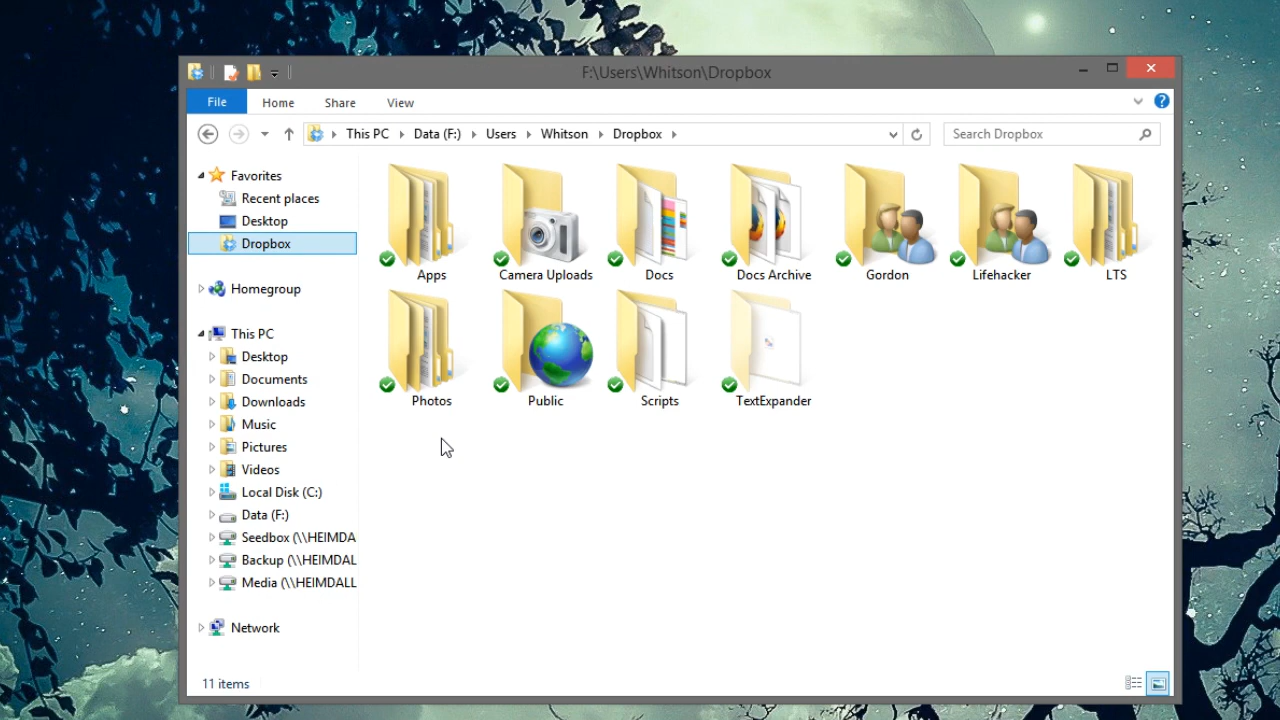 F:\Users\Whitson\Dropbox
File Home Share View
This PC Data (F:) Users Whitson Dropbox
Search Dropbox
Favorites
Recent places
Desktop
Dropbox
Homegroup
This PC
Desktop
Documents
Downloads
Music
Pictures
Videos
Local Disk (C:)
Data (F:)
Seedbox (\\HEIMDA
Backup (\\HEIMDAL
Media (\\HEIMDALL
Network
Apps Camera Uploads Docs Docs Archive Gordon Lifehacker LTS
Photos Public Scripts TextExpander
11 items